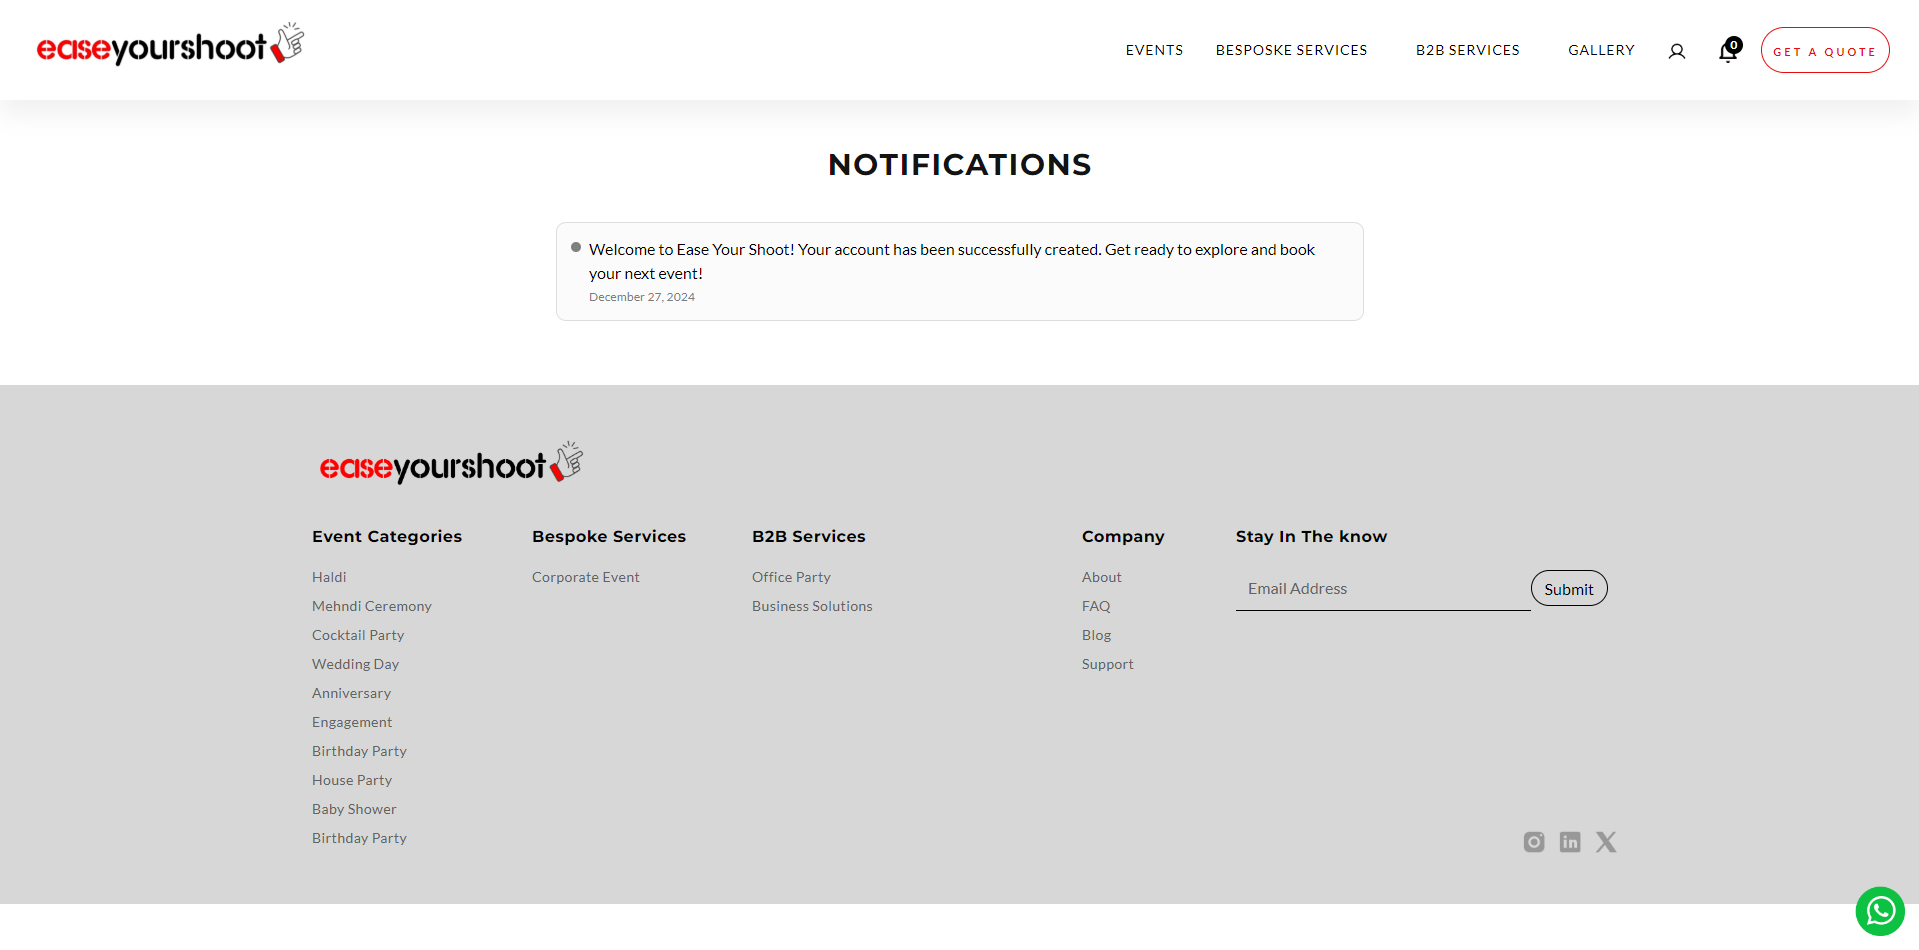 easeyourshoot
EVENTS
BESPOKE SERVICES
B2B SERVICES
GALLERY
0
GET A QUOTE
NOTIFICATIONS
Welcome to Ease Your Shoot! Your account has been successfully created. Get ready to explore and book
your next event!
December 27, 2024
easeyourshoot
Event Categories
Haldi
Mehndi Ceremony
Cocktail Party
Wedding Day
Anniversary
Engagement
Birthday Party
House Party
Baby Shower
Birthday Party
Bespoke Services
Corporate Event
B2B Services
Office Party
Business Solutions
Company
About
FAQ
Blog
Support
Stay In The know
Email Address
Submit